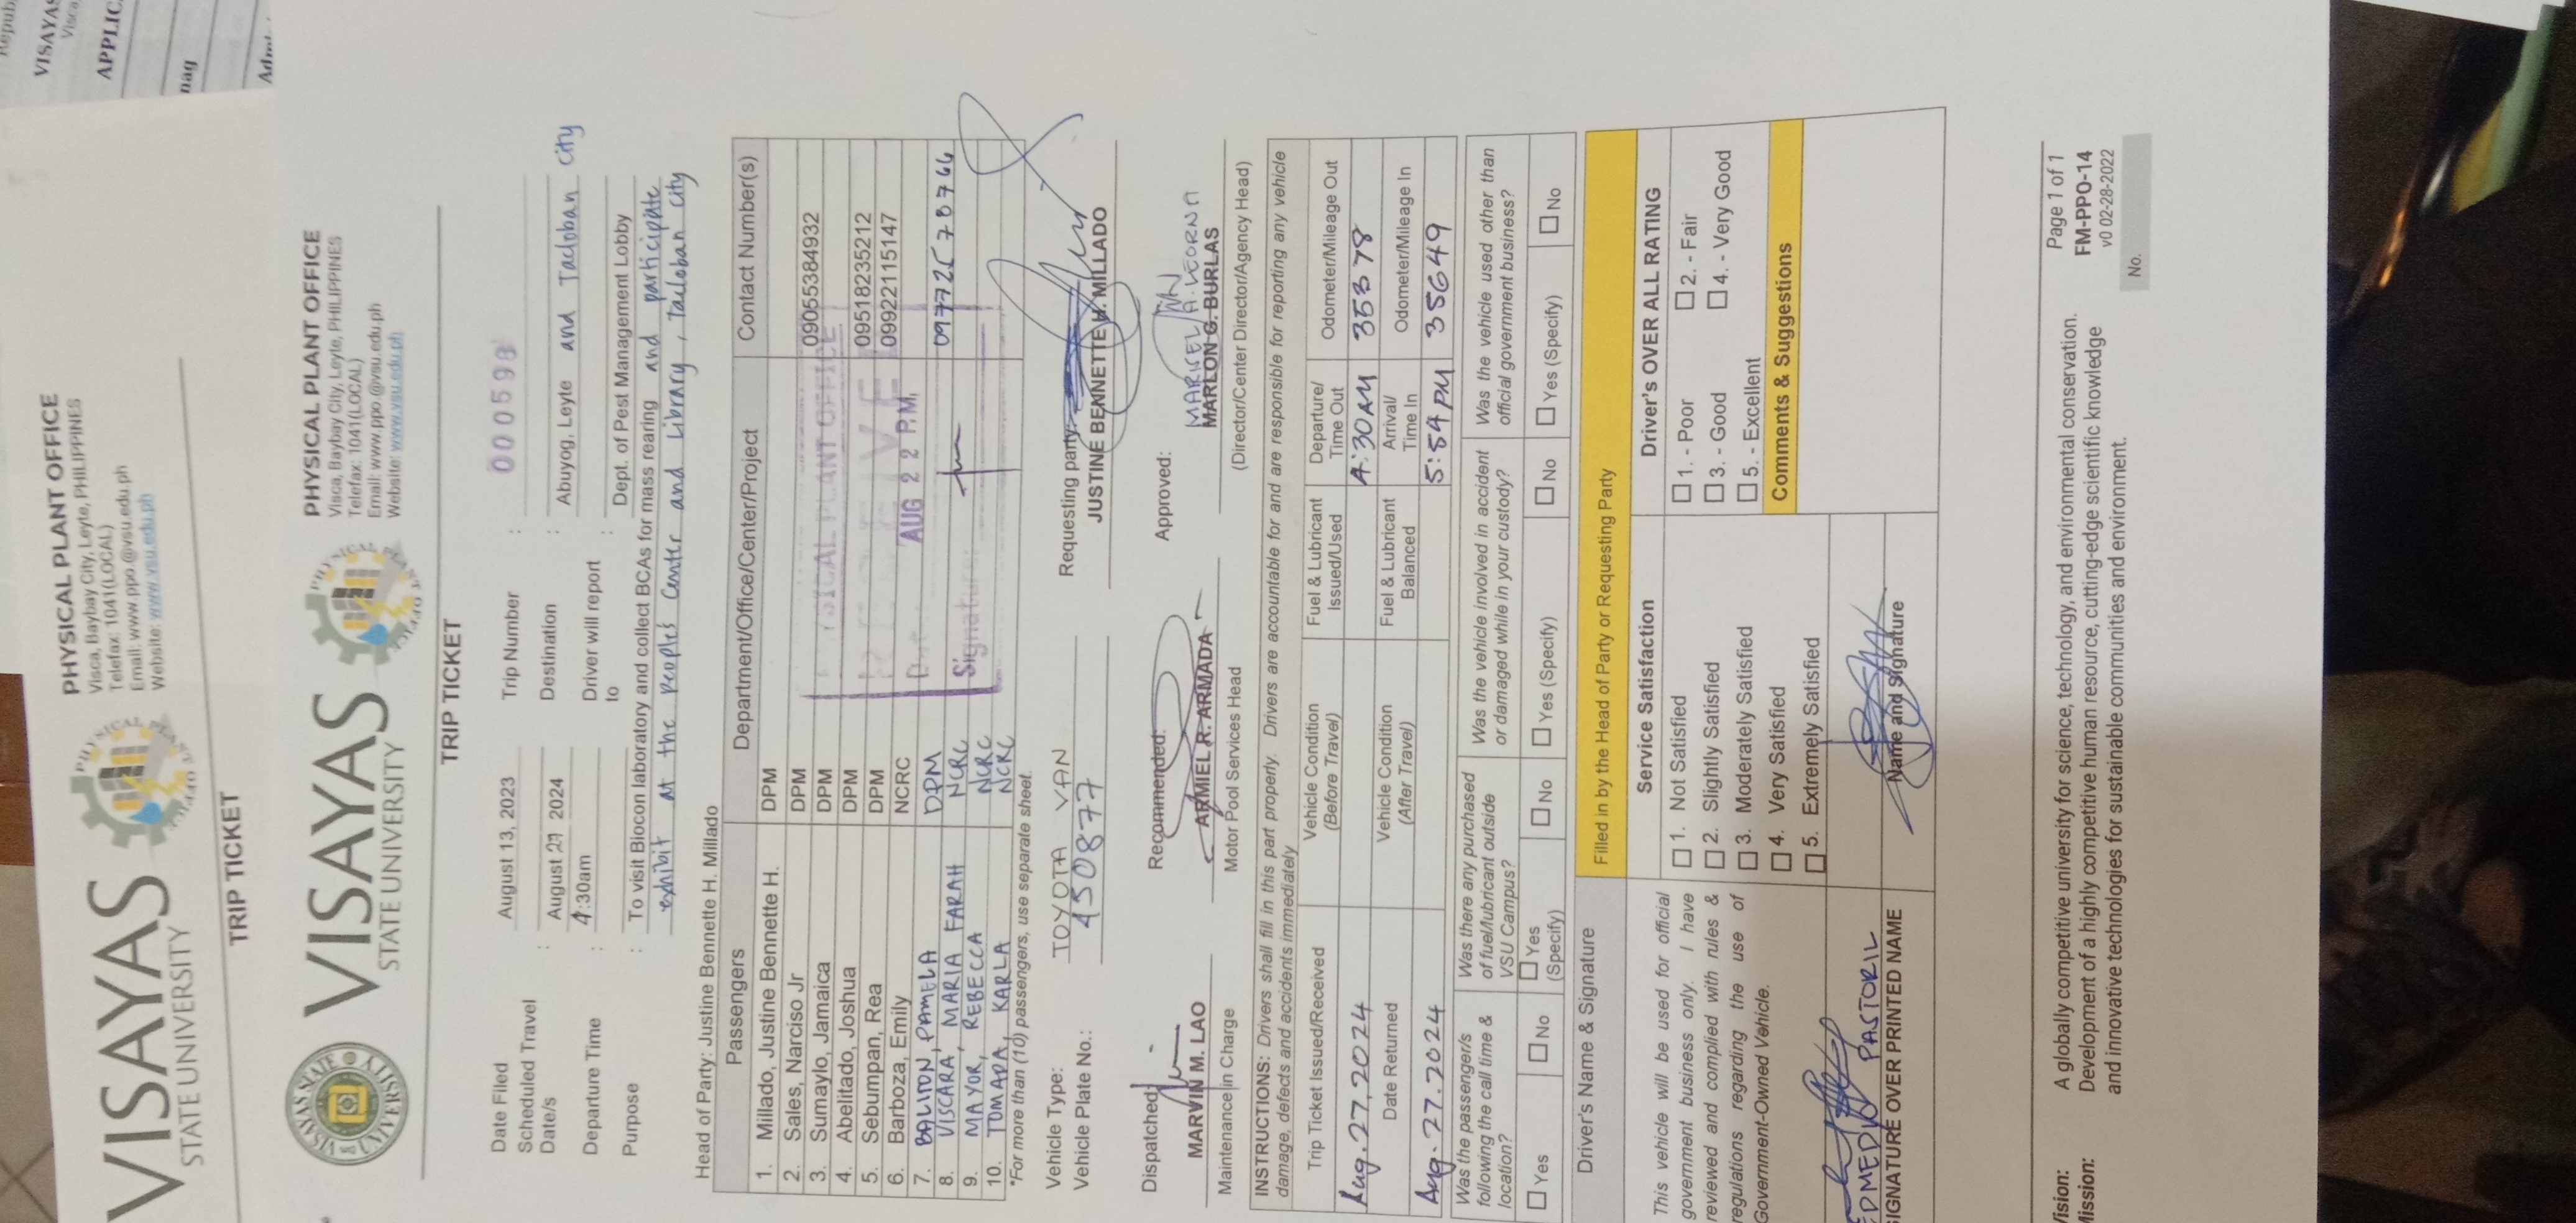 Repub
VISAYAS
Visca
APPLIC
nag
VISAYAS
STATE UNIVERSITY
PHYSICAL PLANT OFFICE
Visca, Baybay City, Leyte, PHILIPPINES
Telefax: 1041(LOCAL)
Email: www.ppo.@vsu.edu.ph
Website: www.vsu.edu.ph
TRIP TICKET
VISAYAS
STATE UNIVERSITY
PHYSICAL PLANT OFFICE
Visca, Baybay City, Leyte, PHILIPPINES
Telefax: 1041(LOCAL)
Email: www.ppo.@vsu.edu.ph
Website: www.vsu.edu.ph
TRIP TICKET
Date Filed August 13, 2023 Trip Number : 000598
Scheduled Travel Date/s : August 27 2024 Destination : Abuyog, Leyte and Tacloban City
Departure Time : 4:30am Driver will report to : Dept. of Pest Management Lobby
Purpose : To visit Biocon laboratory and collect BCAs for mass rearing and participate
exhibit at the peoples Center and Library, Tacloban City
Head of Party: Justine Bennette H. Millado
Passengers Department/Office/Center/Project Contact Number(s)
1. Millado, Justine Bennette H. DPM
2. Sales, Narciso Jr DPM
3. Sumaylo, Jamaica DPM 09055384932
4. Abelitado, Joshua DPM
5. Sebumpan, Rea DPM 09518235212
6. Barboza, Emily NCRC 09922115147
7. BALIDION, PAMELA DPM
8. VISCARA, MARIA FARAH NCRC 09772578766
9. MAYOR, REBECCA NCRC
10. TOMADA, KARLA NCRC
PHYSICAL PLANT OFFICE
AUG 22 P.M.
Signature:
*For more than (10) passengers, use separate sheet.
Vehicle Type: TOYOTA VAN
Vehicle Plate No.: 450877
Requesting party:
JUSTINE BENNETTE H. MILLADO
Dispatched:
MARVIN M. LAO
Maintenance in Charge
Recommended:
ARMIEL R. ARMADA
Motor Pool Services Head
Approved:
MARICEL A. LEORNA
MARLON G. BURLAS
(Director/Center Director/Agency Head)
INSTRUCTIONS: Drivers shall fill in this part properly. Drivers are accountable for and are responsible for reporting any vehicle
damage, defects and accidents immediately
Trip Ticket Issued/Received Vehicle Condition (Before Travel) Fuel & Lubricant Issued/Used Departure/ Time Out Odometer/Mileage Out
Aug. 27, 2024 4:30AM 35378
Date Returned Vehicle Condition (After Travel) Fuel & Lubricant Balanced Arrival/ Time In Odometer/Mileage In
Aug. 27. 2024 5:54 PM 35649
Was the passenger/s following the call time & location?
Was there any purchased of fuel/lubricant outside VSU Campus?
Was the vehicle involved in accident or damaged while in your custody?
Was the vehicle used other than official government business?
☐ Yes ☐ No ☐ Yes (Specify) ☐ No ☐ Yes (Specify) ☐ No ☐ Yes (Specify) ☐ No
Driver's Name & Signature
Filled in by the Head of Party or Requesting Party
This vehicle will be used for official
government business only. I have
reviewed and complied with rules &
regulations regarding the use of
Government-Owned Vehicle.
EDMEDIO PASTORIL
SIGNATURE OVER PRINTED NAME
Service Satisfaction
☐ 1. Not Satisfied
☐ 2. Slightly Satisfied
☐ 3. Moderately Satisfied
☐ 4. Very Satisfied
☐ 5. Extremely Satisfied
Name and Signature
Driver's OVER ALL RATING
☐ 1. - Poor ☐ 2. - Fair
☐ 3. - Good ☐ 4. - Very Good
☐ 5. - Excellent
Comments & Suggestions
Vision: A globally competitive university for science, technology, and environmental conservation.
Mission: Development of a highly competitive human resource, cutting-edge scientific knowledge
and innovative technologies for sustainable communities and environment.
Page 1 of 1
FM-PPO-14
v0 02-28-2022
No.